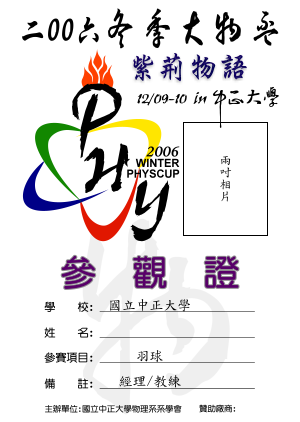 二00六冬季大物盃
紫荊物語
12/09-10 in 中正大學
PHY
2006
WINTER
PHYSCUP
兩吋相片
參觀證
學 校: 國立中正大學
姓 名:
參賽項目: 羽球
備 註: 經理/教練
主辦單位:國立中正大學物理系系學會 贊助廠商:
物